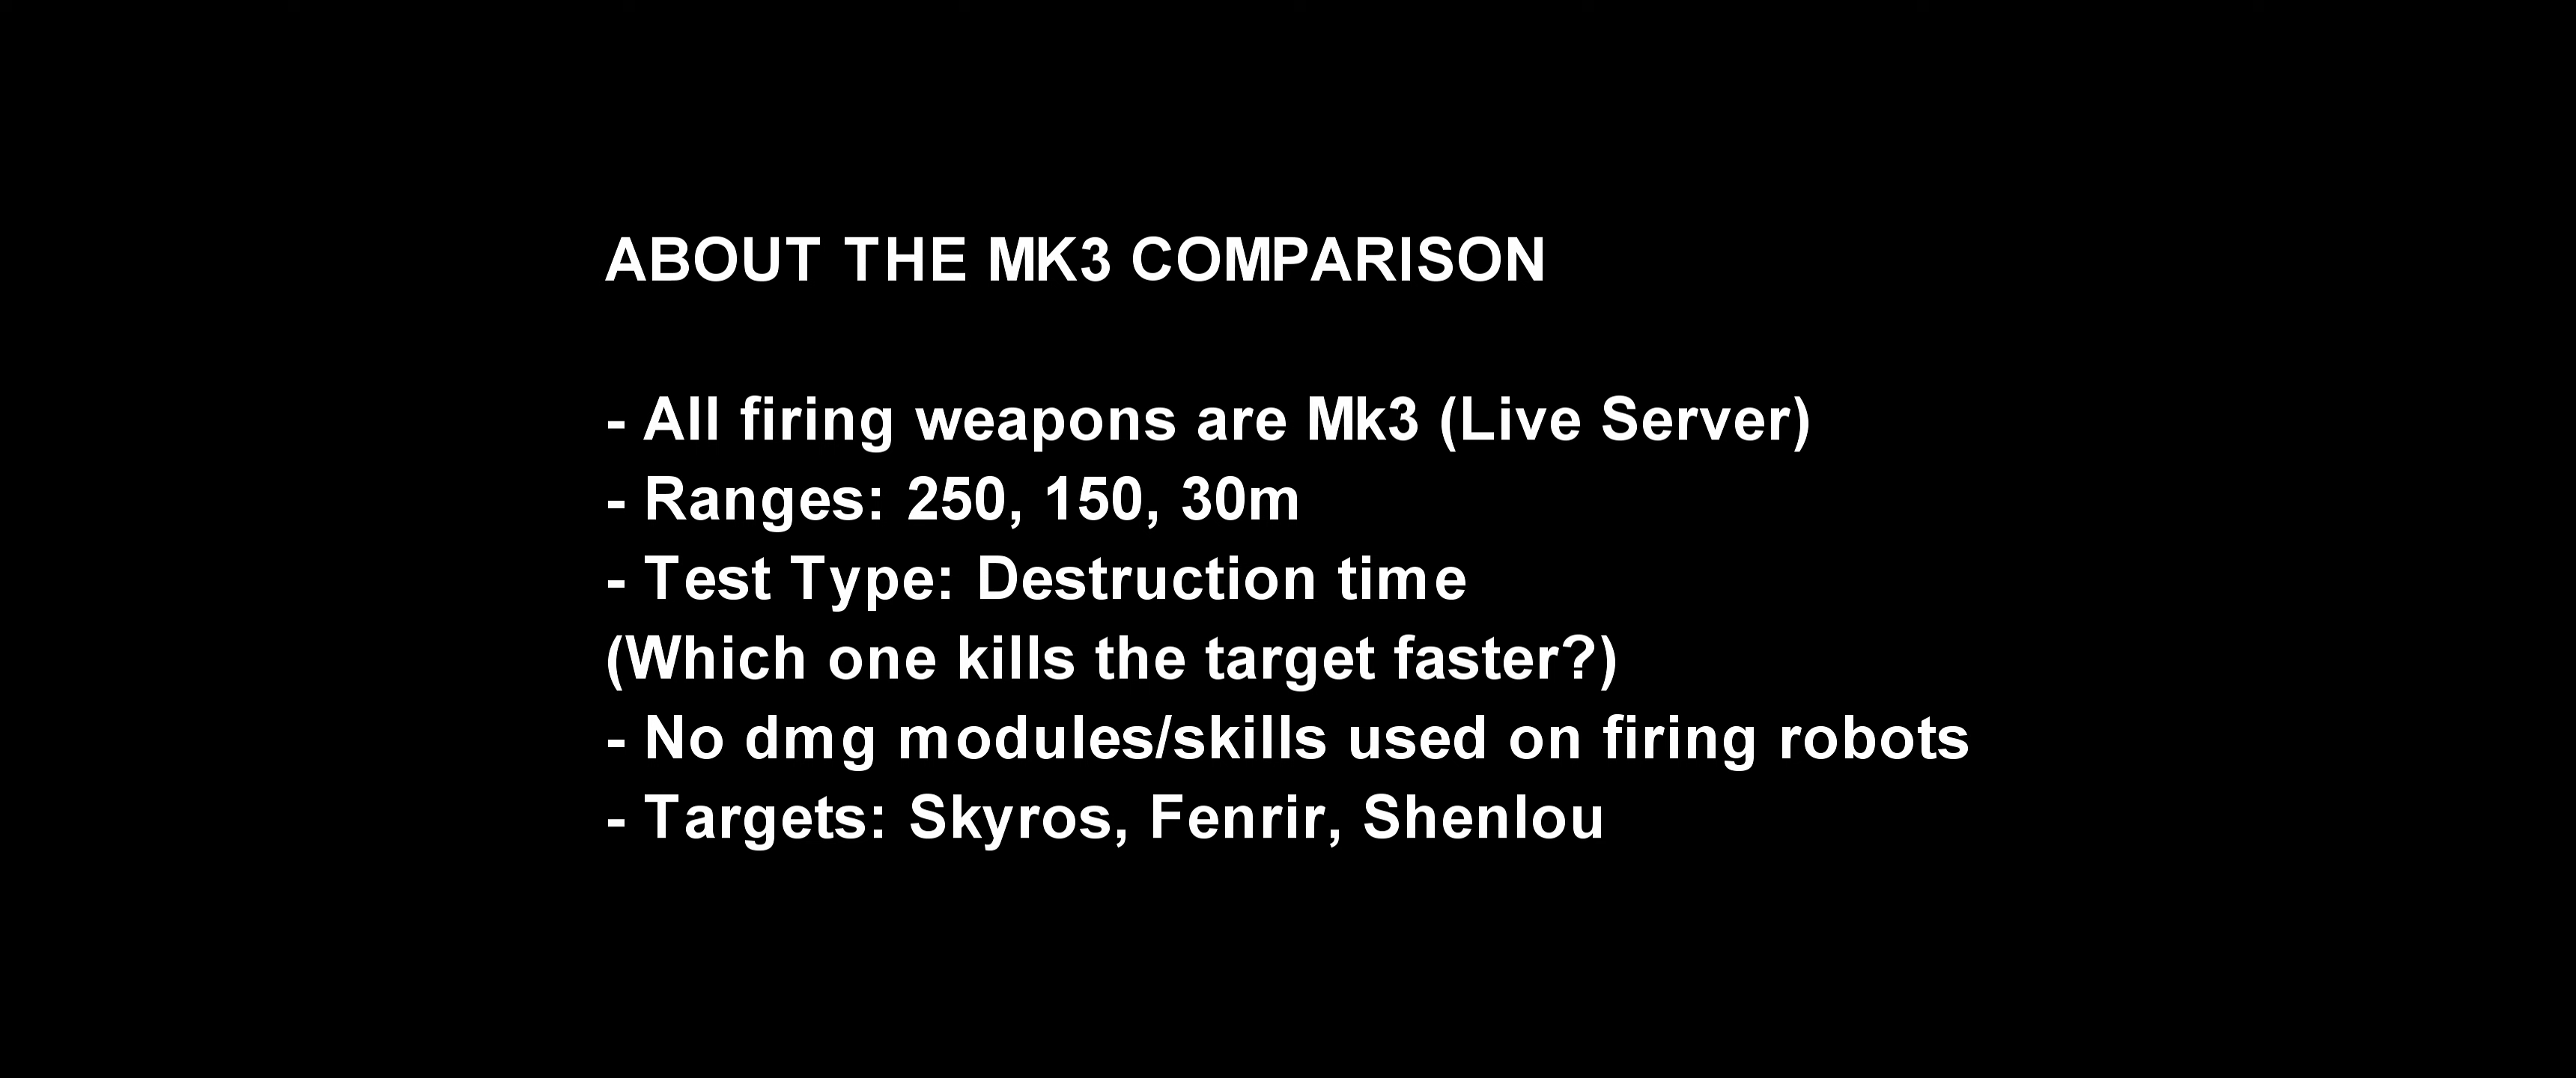 ABOUT THE MK3 COMPARISON
- All firing weapons are Mk3 (Live Server)
- Ranges: 250, 150, 30m
- Test Type: Destruction time
(Which one kills the target faster?)
- No dmg modules/skills used on firing robots
- Targets: Skyros, Fenrir, Shenlou